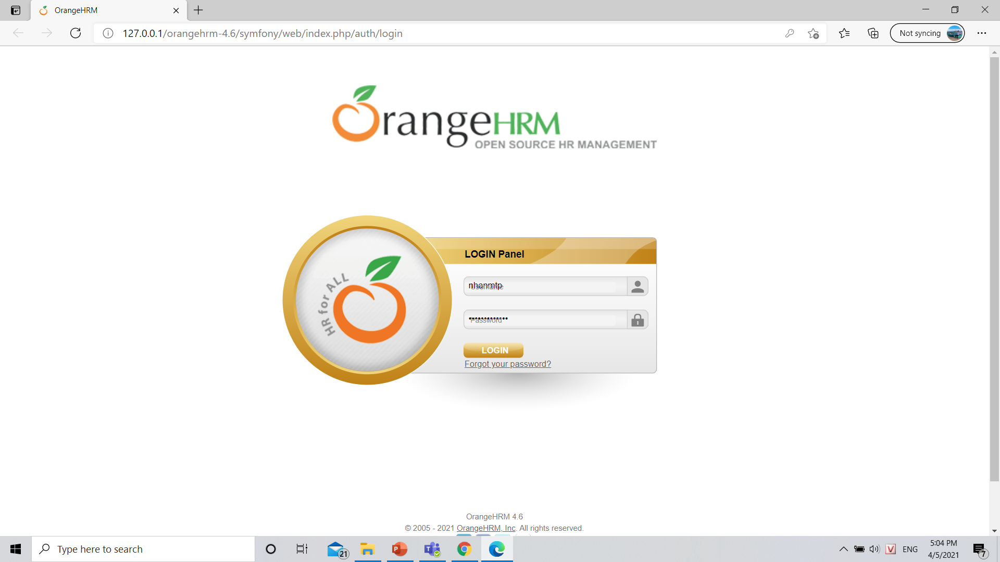 OrangeHRM
127.0.0.1/orangehrm-4.6/symfony/web/index.php/auth/login
Not syncing
OrangeHRM
OPEN SOURCE HR MANAGEMENT
HR for ALL
LOGIN Panel
nhanmtp
Username
Password
LOGIN
Forgot your password?
OrangeHRM 4.6
© 2005 - 2021 OrangeHRM, Inc. All rights reserved.
Type here to search
21
ENG
5:04 PM
4/5/2021
7